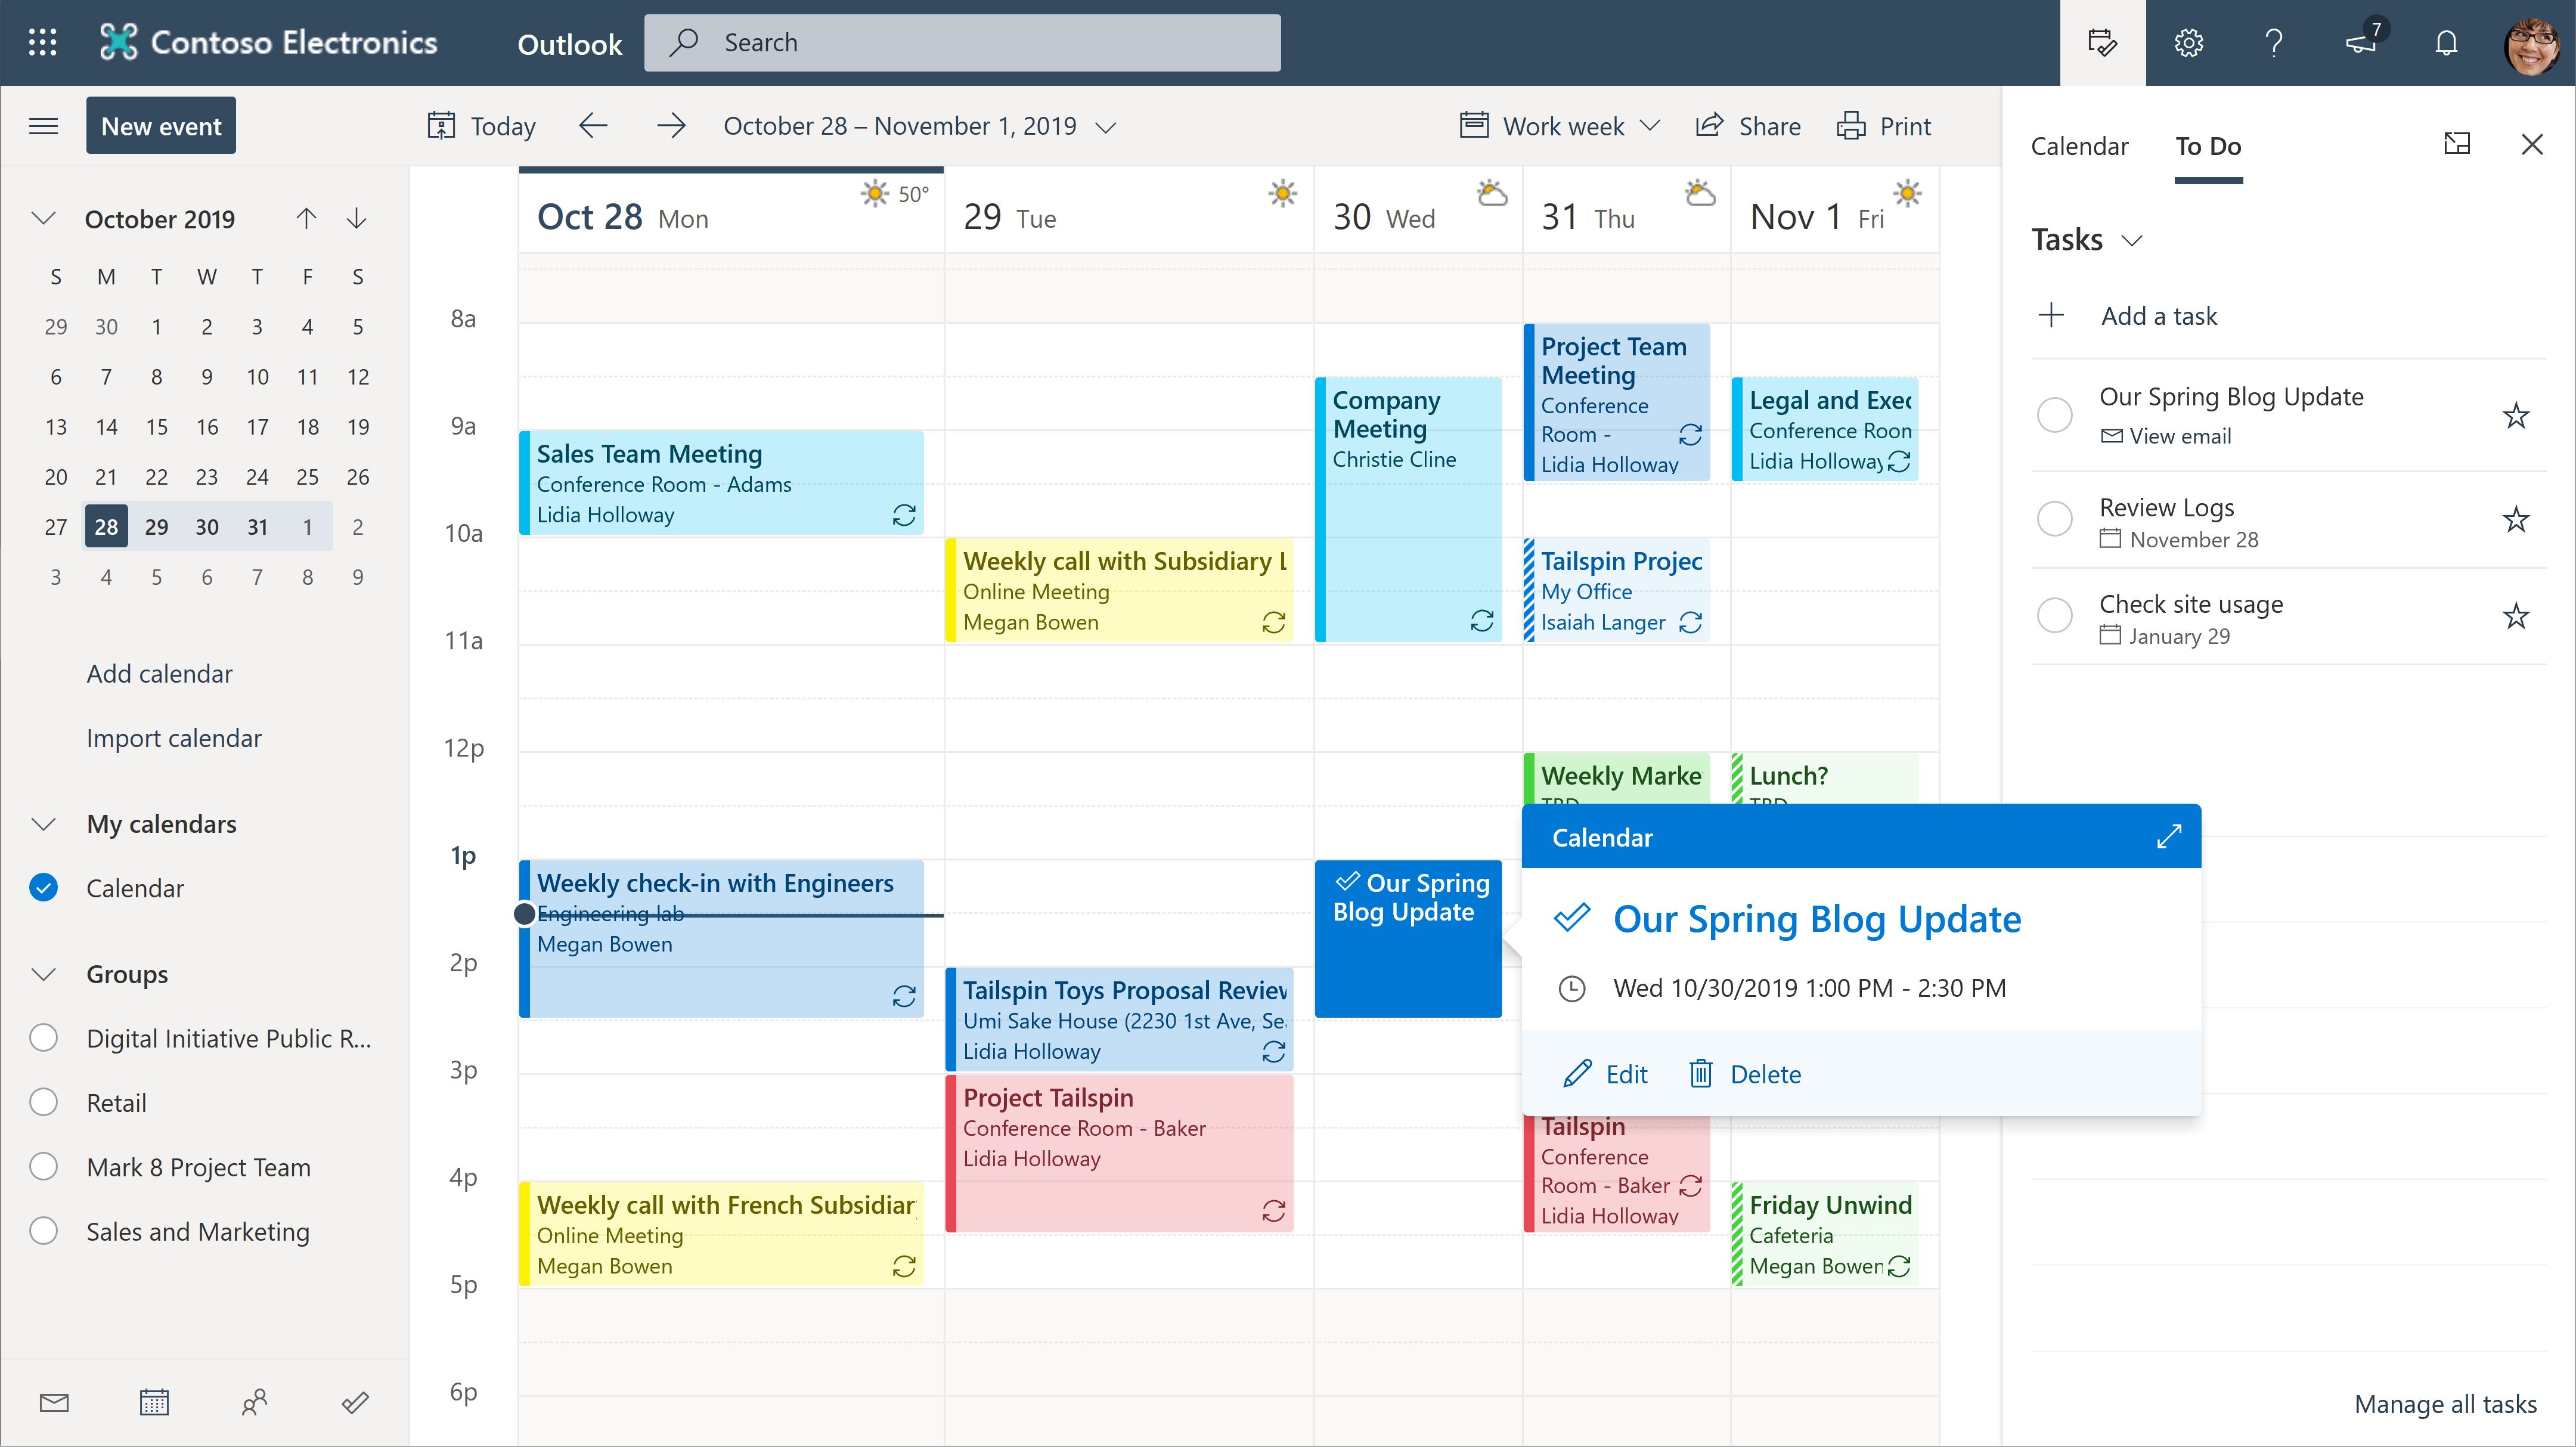 Contoso Electronics
Outlook
Search
7
New event
Today
October 28 – November 1, 2019
Work week
Share
Print
October 2019
S M T W T F S
29 30 1 2 3 4 5
6 7 8 9 10 11 12
13 14 15 16 17 18 19
20 21 22 23 24 25 26
27 28 29 30 31 1 2
3 4 5 6 7 8 9
Add calendar
Import calendar
My calendars
Calendar
Groups
Digital Initiative Public R...
Retail
Mark 8 Project Team
Sales and Marketing
Oct 28 Mon
50°
29 Tue
30 Wed
31 Thu
Nov 1 Fri
8a
9a
10a
11a
12p
1p
2p
3p
4p
5p
6p
Sales Team Meeting
Conference Room - Adams
Lidia Holloway
Weekly check-in with Engineers
Engineering lab
Megan Bowen
Weekly call with French Subsidiar
Online Meeting
Megan Bowen
Weekly call with Subsidiary L
Online Meeting
Megan Bowen
Tailspin Toys Proposal Review
Umi Sake House (2230 1st Ave, Se
Lidia Holloway
Project Tailspin
Conference Room - Baker
Lidia Holloway
Company
Meeting
Christie Cline
Our Spring
Blog Update
Project Team
Meeting
Conference
Room -
Lidia Holloway
Tailspin Projec
My Office
Isaiah Langer
Weekly Marke
TBD
Tailspin
Conference
Room - Baker
Lidia Holloway
Legal and Exec
Conference Room
Lidia Holloway
Lunch?
TBD
Friday Unwind
Cafeteria
Megan Bowen
Calendar
Our Spring Blog Update
Wed 10/30/2019 1:00 PM - 2:30 PM
Edit
Delete
Calendar
To Do
Tasks
Add a task
Our Spring Blog Update
View email
Review Logs
November 28
Check site usage
January 29
Manage all tasks